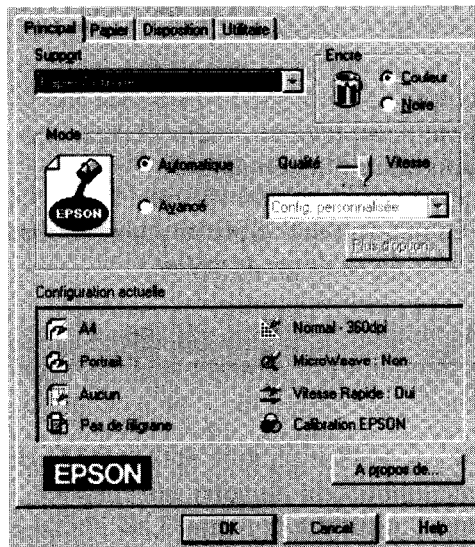 Principal Papier Disposition Utilitaire
Support
Encre
Couleur
Noire
Mode
EPSON
Automatique
Qualité Vitesse
Avancé
Config. personnalisée
Plus d'option...
Configuration actuelle
A4 Normal - 360dpi
Portrait MicroWeave : Non
Aucun Vitesse Rapide : Oui
Pas de filigrane Calibration EPSON
EPSON
A propos de...
OK Cancel Help